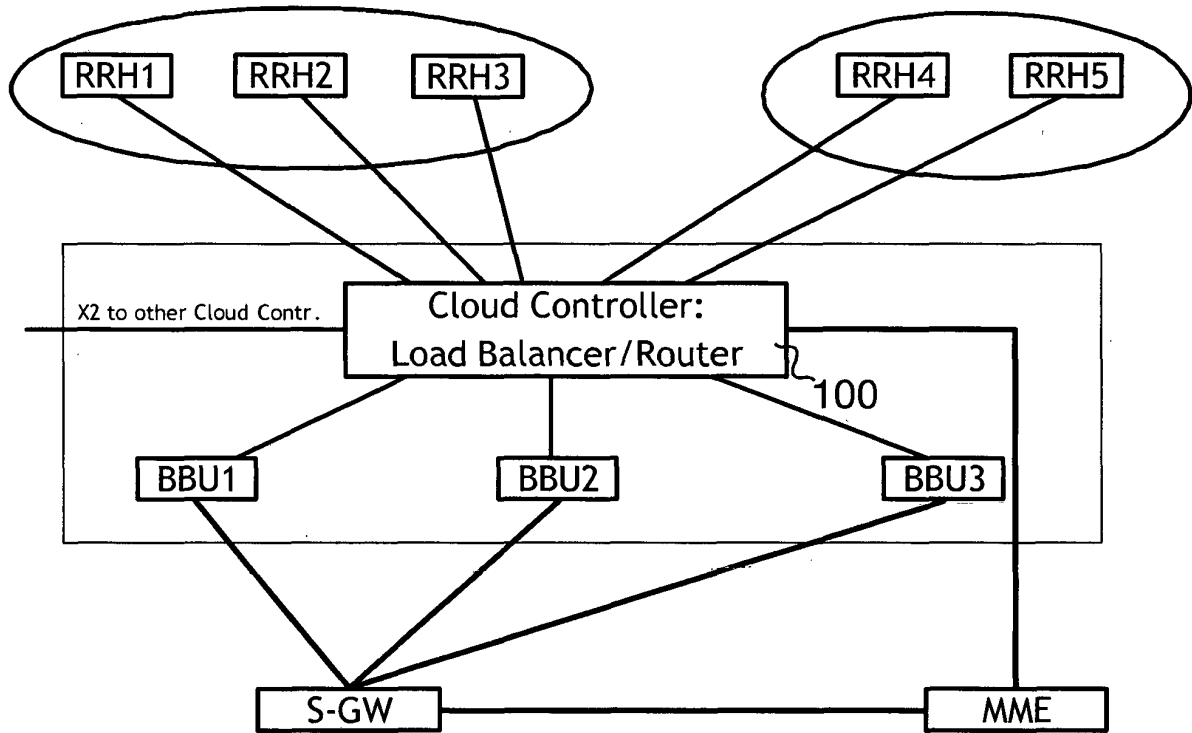 RRH1
RRH2
RRH3
RRH4
RRH5
X2 to other Cloud Contr.
Cloud Controller:
Load Balancer/Router
100
BBU1
BBU2
BBU3
S-GW
MME